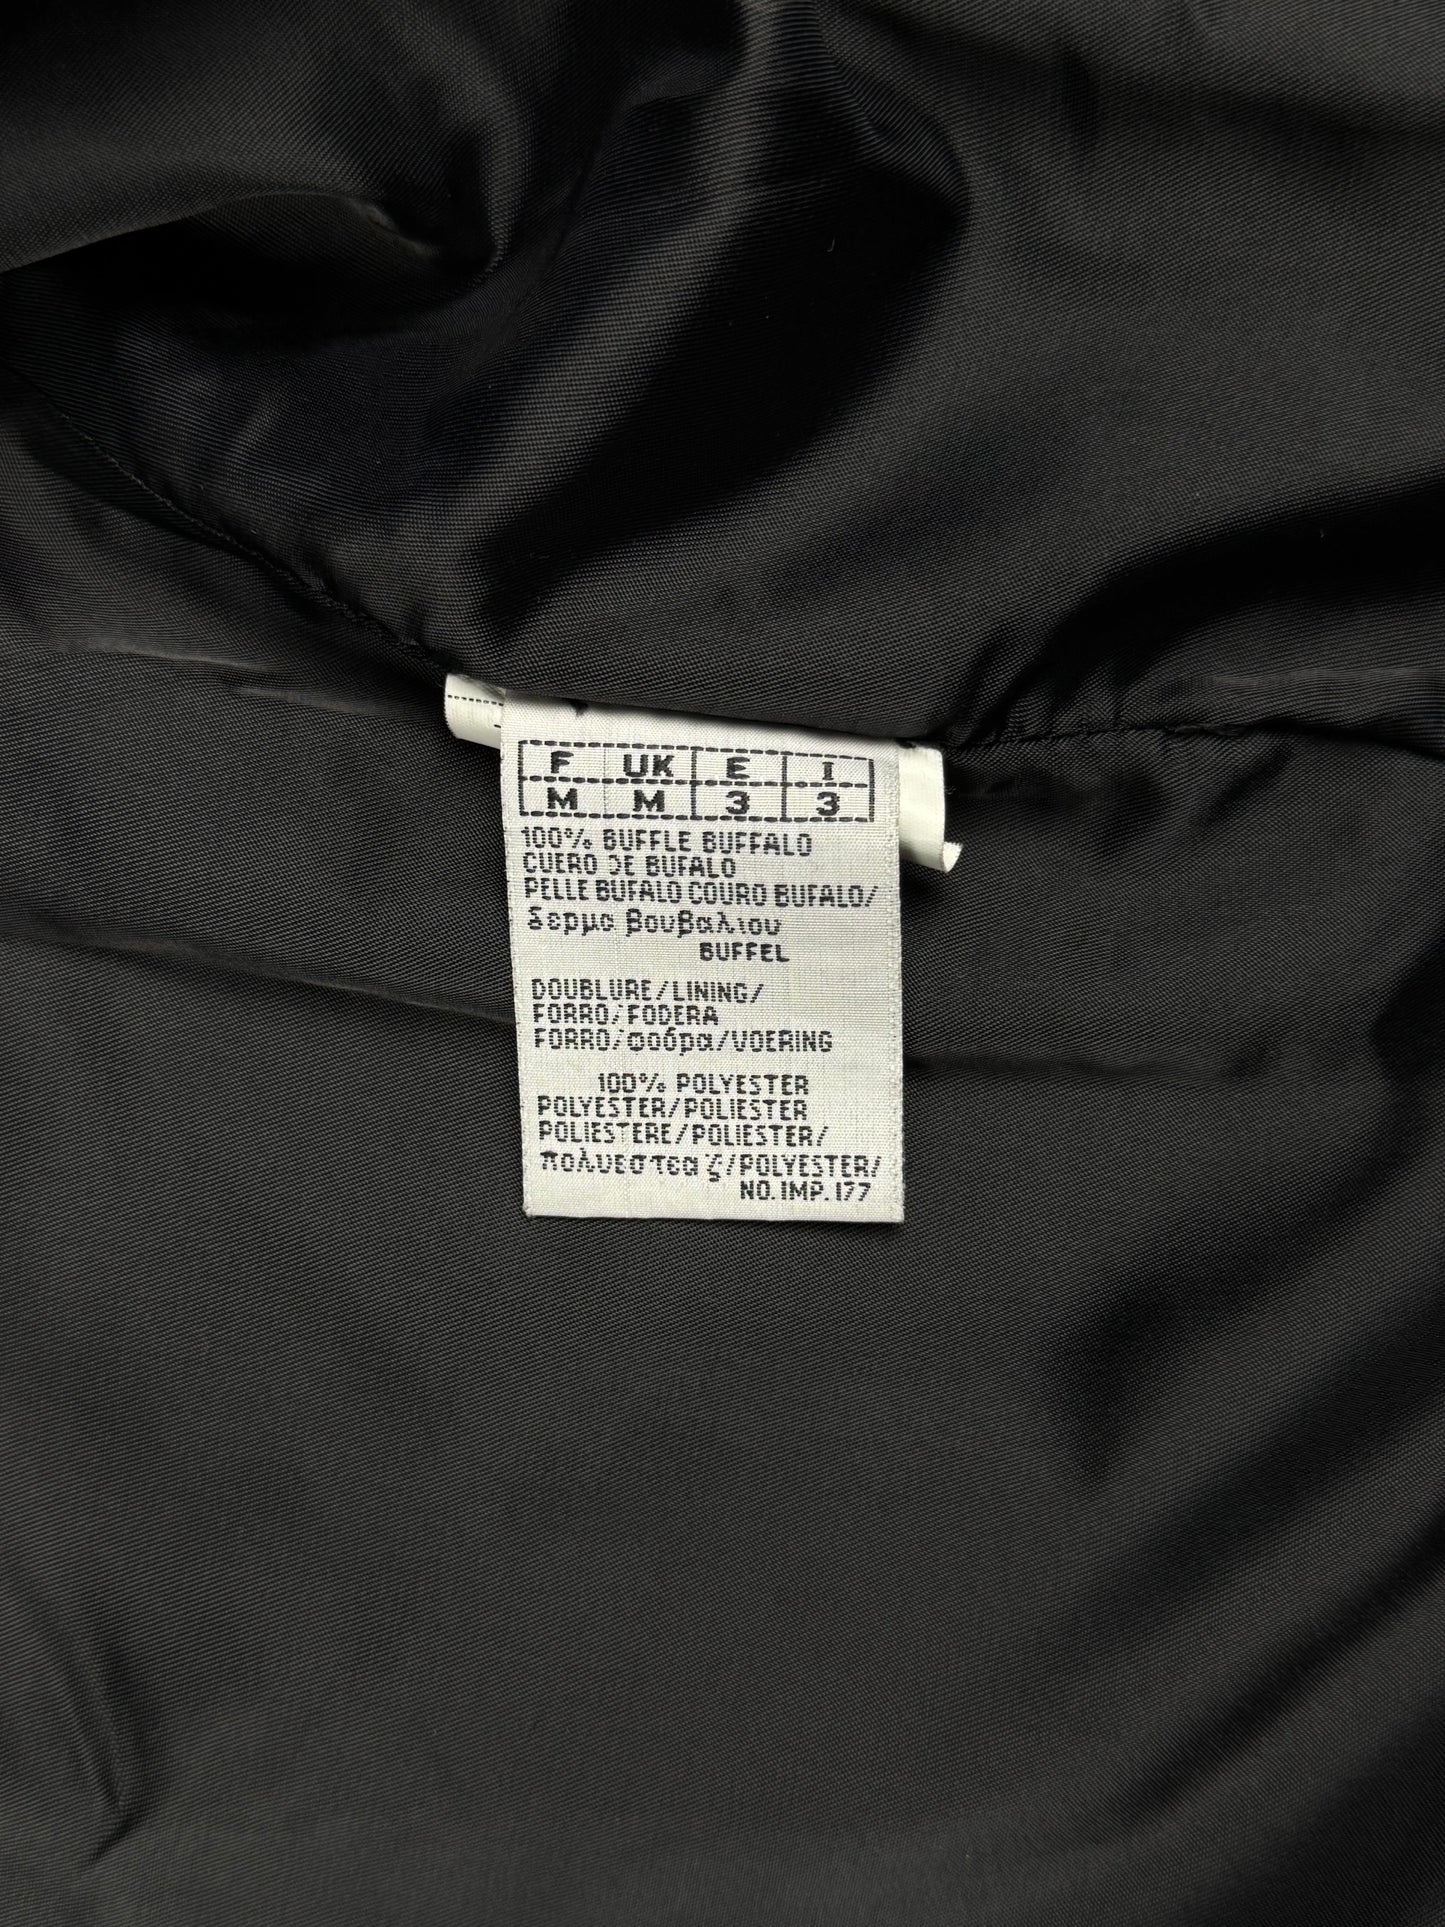 F UK E I
M M 3 3
100% BUFFLE BUFFALO
CUERO DE BUFALO
PELLE BUFALO COURO BUFALO/
δερμα βουβαλιου
BUFFEL
DOUBLURE/LINING/
FORRO/FODERA
FORRO/φοδρα/VOERING
100% POLYESTER
POLYESTER/POLIESTER
POLIESTERE/POLIESTER/
πολυεστεας/POLYESTER/
NO. IMP. 177